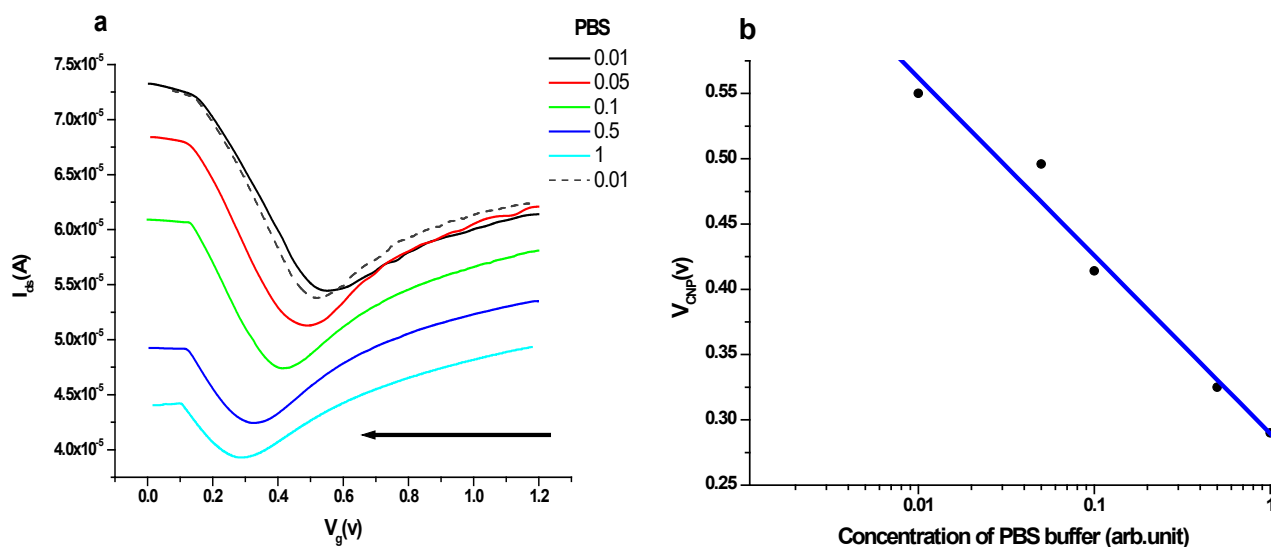 a
PBS
0.01
0.05
0.1
0.5
1
0.01
7.5x10⁻⁵
7.0x10⁻⁵
6.5x10⁻⁵
6.0x10⁻⁵
5.5x10⁻⁵
5.0x10⁻⁵
4.5x10⁻⁵
4.0x10⁻⁵
I_ds(A)
0.0 0.2 0.4 0.6 0.8 1.0 1.2
V_g(v)
b
0.55
0.50
0.45
0.40
0.35
0.30
0.25
V_CNP(v)
0.01 0.1 1
Concentration of PBS buffer (arb.unit)